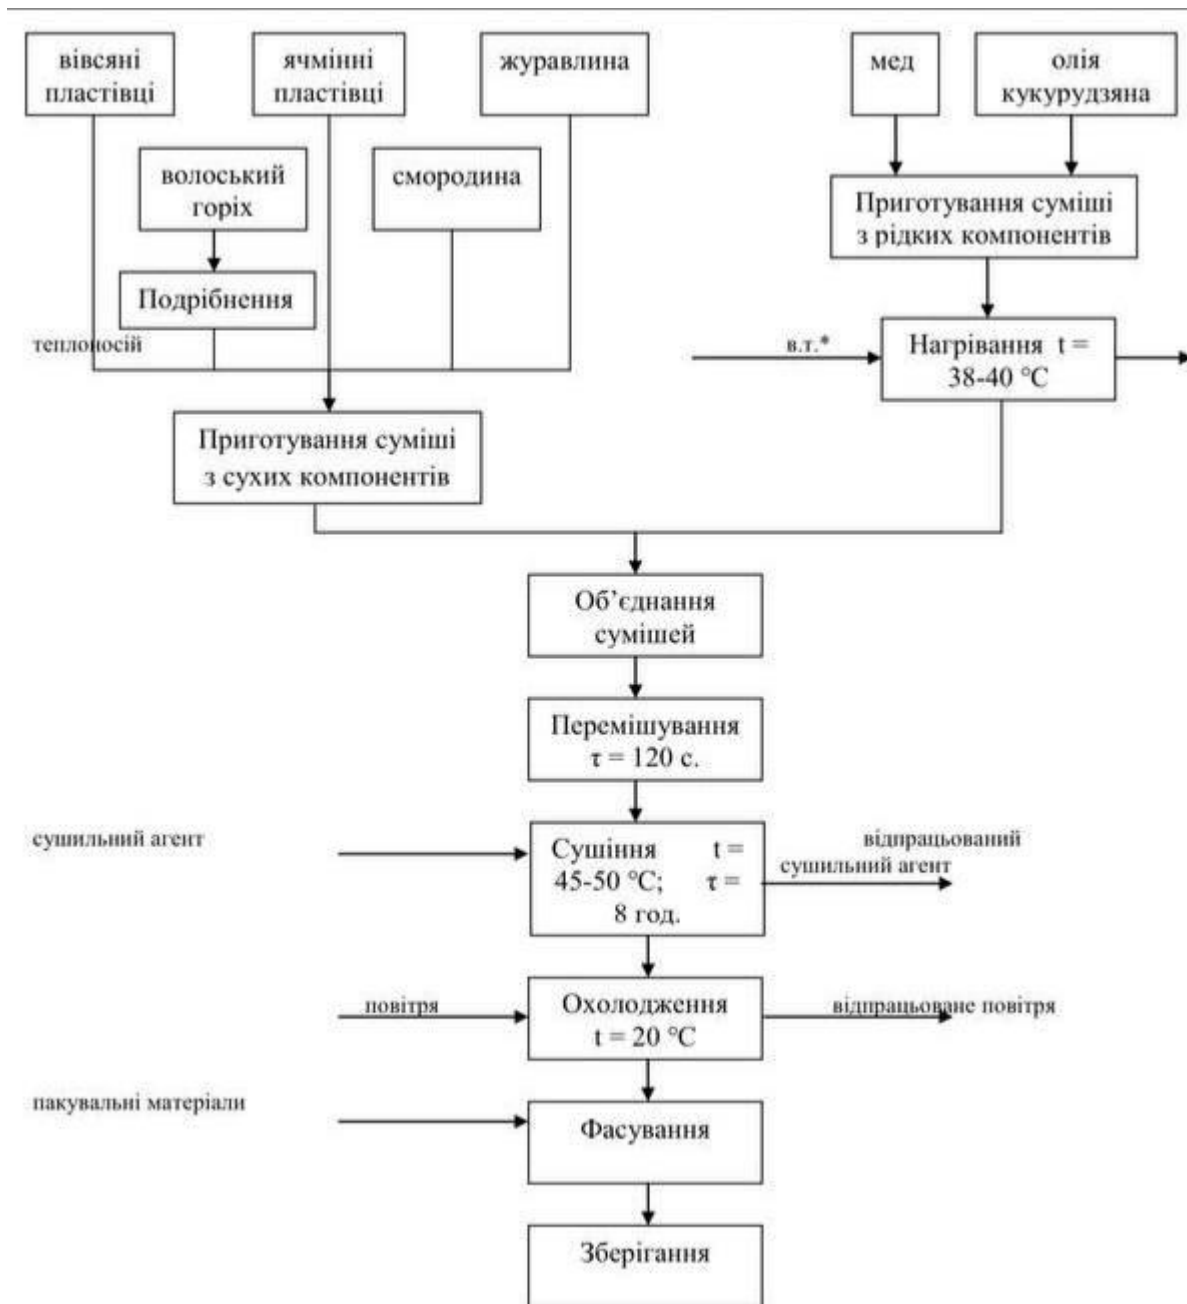 вівсяні
пластівці
ячмінні
пластівці
журавлина
мед
олія
кукурудзяна
волоський
горіх
смородина
Приготування суміші
з рідких компонентів
Подрібнення
теплоносій
в.т.*
Нагрівання t =
38-40 °С
Приготування суміші
з сухих компонентів
Об’єднання
сумішей
Перемішування
τ = 120 с.
сушильний агент
Сушіння t =
45-50 °С; τ =
8 год.
відпрацьований
сушильний агент
повітря
Охолодження
t = 20 °С
відпрацьоване повітря
пакувальні матеріали
Фасування
Зберігання